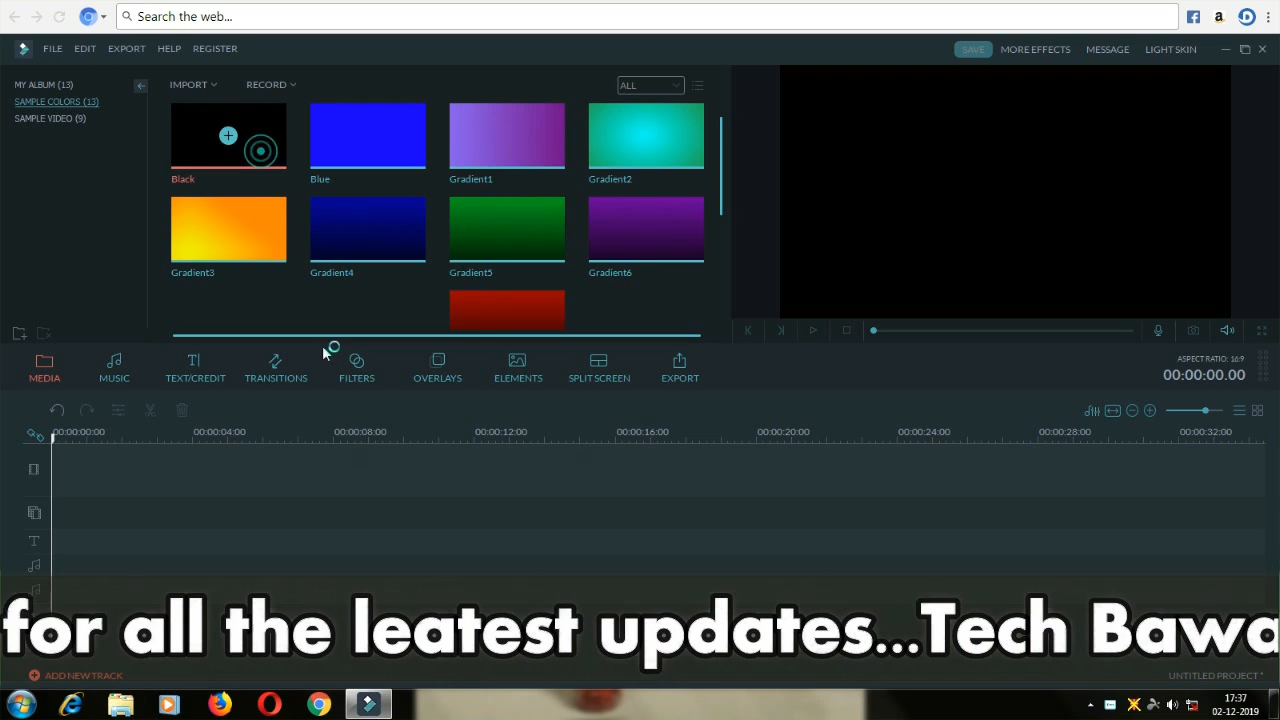 Search the web...
FILE EDIT EXPORT HELP REGISTER
SAVE MORE EFFECTS MESSAGE LIGHT SKIN
MY ALBUM (13)
SAMPLE COLORS (13)
SAMPLE VIDEO (9)
IMPORT RECORD ALL
Black Blue Gradient1 Gradient2
Gradient3 Gradient4 Gradient5 Gradient6
MEDIA MUSIC TEXT/CREDIT TRANSITIONS FILTERS OVERLAYS ELEMENTS SPLIT SCREEN EXPORT
ASPECT RATIO: 16:9
00:00:00.00
00:00:00:00 00:00:04:00 00:00:08:00 00:00:12:00 00:00:16:00 00:00:20:00 00:00:24:00 00:00:28:00 00:00:32:00
for all the leatest updates...Tech Bawa
ADD NEW TRACK
UNTITLED PROJECT *
17:37
02-12-2019